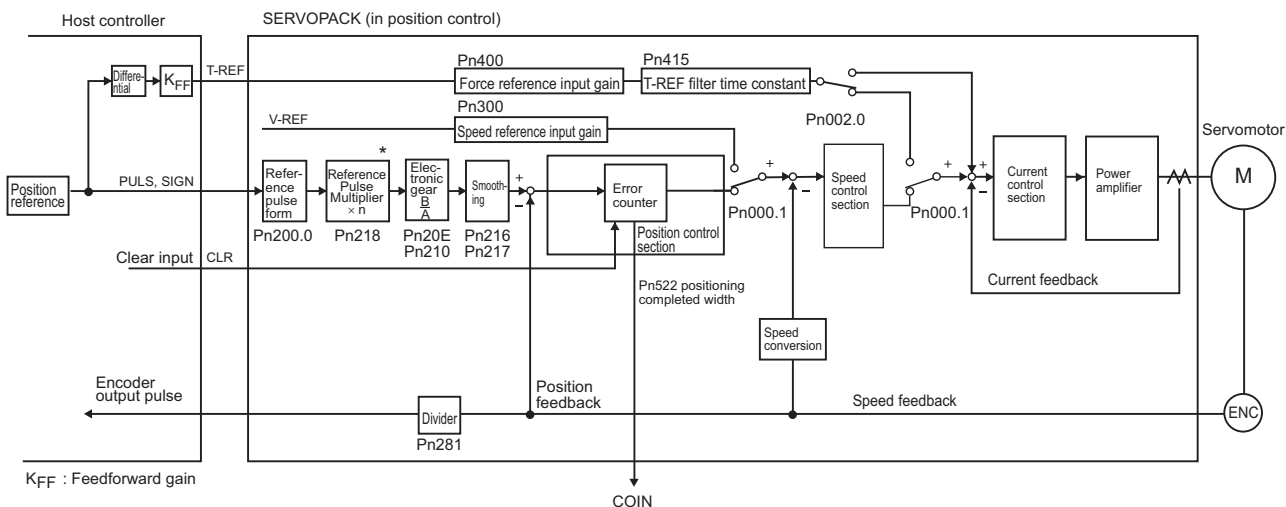 Host controller
SERVOPACK (in position control)
Differe-
ntial
KFF
T-REF
Pn400
Force reference input gain
Pn415
T-REF filter time constant
Pn002.0
V-REF
Pn300
Speed reference input gain
Position
reference
PULS, SIGN
Refer-
ence
pulse
form
Pn200.0
*
Reference
Pulse
Multiplier
× n
Pn218
Elec-
tronic
gear
B
A
Pn20E
Pn210
Smooth-
ing
Pn216
Pn217
+
−
Error
counter
Position control
section
Pn000.1
+
−
Speed
control
section
Pn000.1
+
+
−
Current
control
section
Power
amplifier
Servomotor
M
Clear input
CLR
Pn522 positioning
completed width
Current feedback
Speed
conversion
Encoder
output pulse
Divider
Pn281
Position
feedback
Speed feedback
ENC
KFF : Feedforward gain
COIN